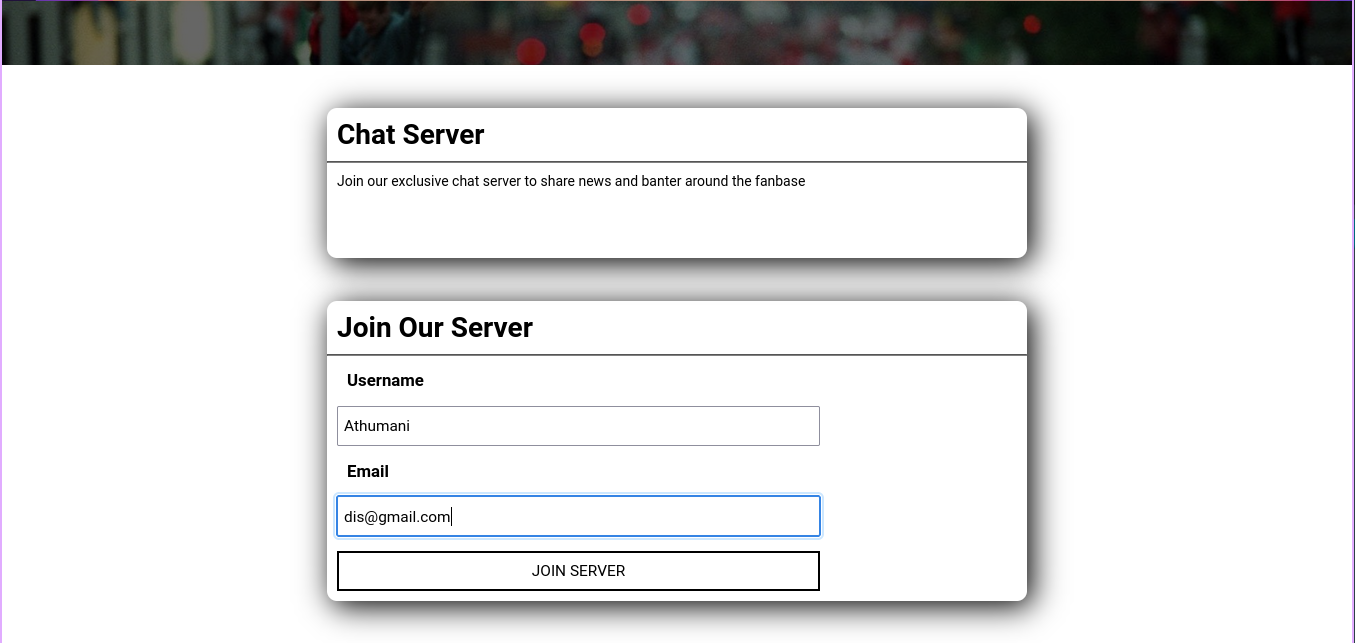 Chat Server
Join our exclusive chat server to share news and banter around the fanbase
Join Our Server
Username
Athumani
Email
dis@gmail.com
JOIN SERVER